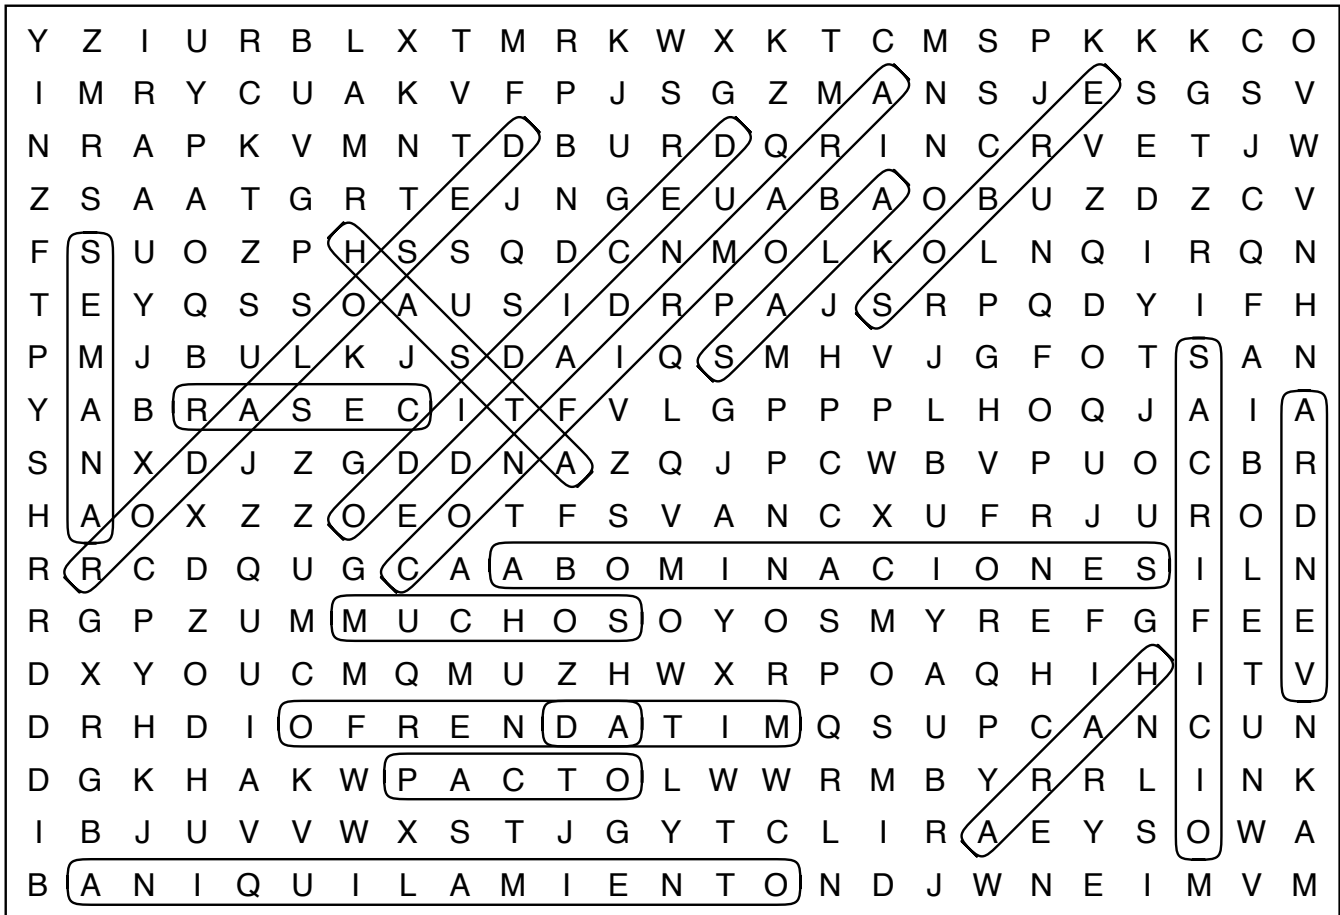 Y Z I U R B L X T M R K W X K T C M S P K K K C O
I M R Y C U A K V F P J S G Z M A N S J E S G S V
N R A P K V M N T D B U R D Q R I N C R V E T J W
Z S A A T G R T E J N G E U A B A O B U Z D Z C V
F S U O Z P H S S Q D C N M O L K O L N Q I R Q N
T E Y Q S S O A U S I D R P A J S R P Q D Y I F H
P M J B U L K J S D A I Q S M H V J G F O T S A N
Y A B R A S E C I T F V L G P P P L H O Q J A I A
S N X D J Z G D D N A Z Q J P C W B V P U O C B R
H A O X Z Z O E O T F S V A N C X U F R J U R O D
R R C D Q U G C A A B O M I N A C I O N E S I L N
R G P Z U M M U C H O S O Y O S M Y R E F G F E E
D X Y O U C M Q M U Z H W X R P O A Q H I H I T V
D R H D I O F R E N D A T I M Q S U P C A N C U N
D G K H A K W P A C T O L W W R M B Y R R L I N K
I B J U V V W X S T J G Y T C L I R A E Y S O W A
B A N I Q U I L A M I E N T O N D J W N E I M V M